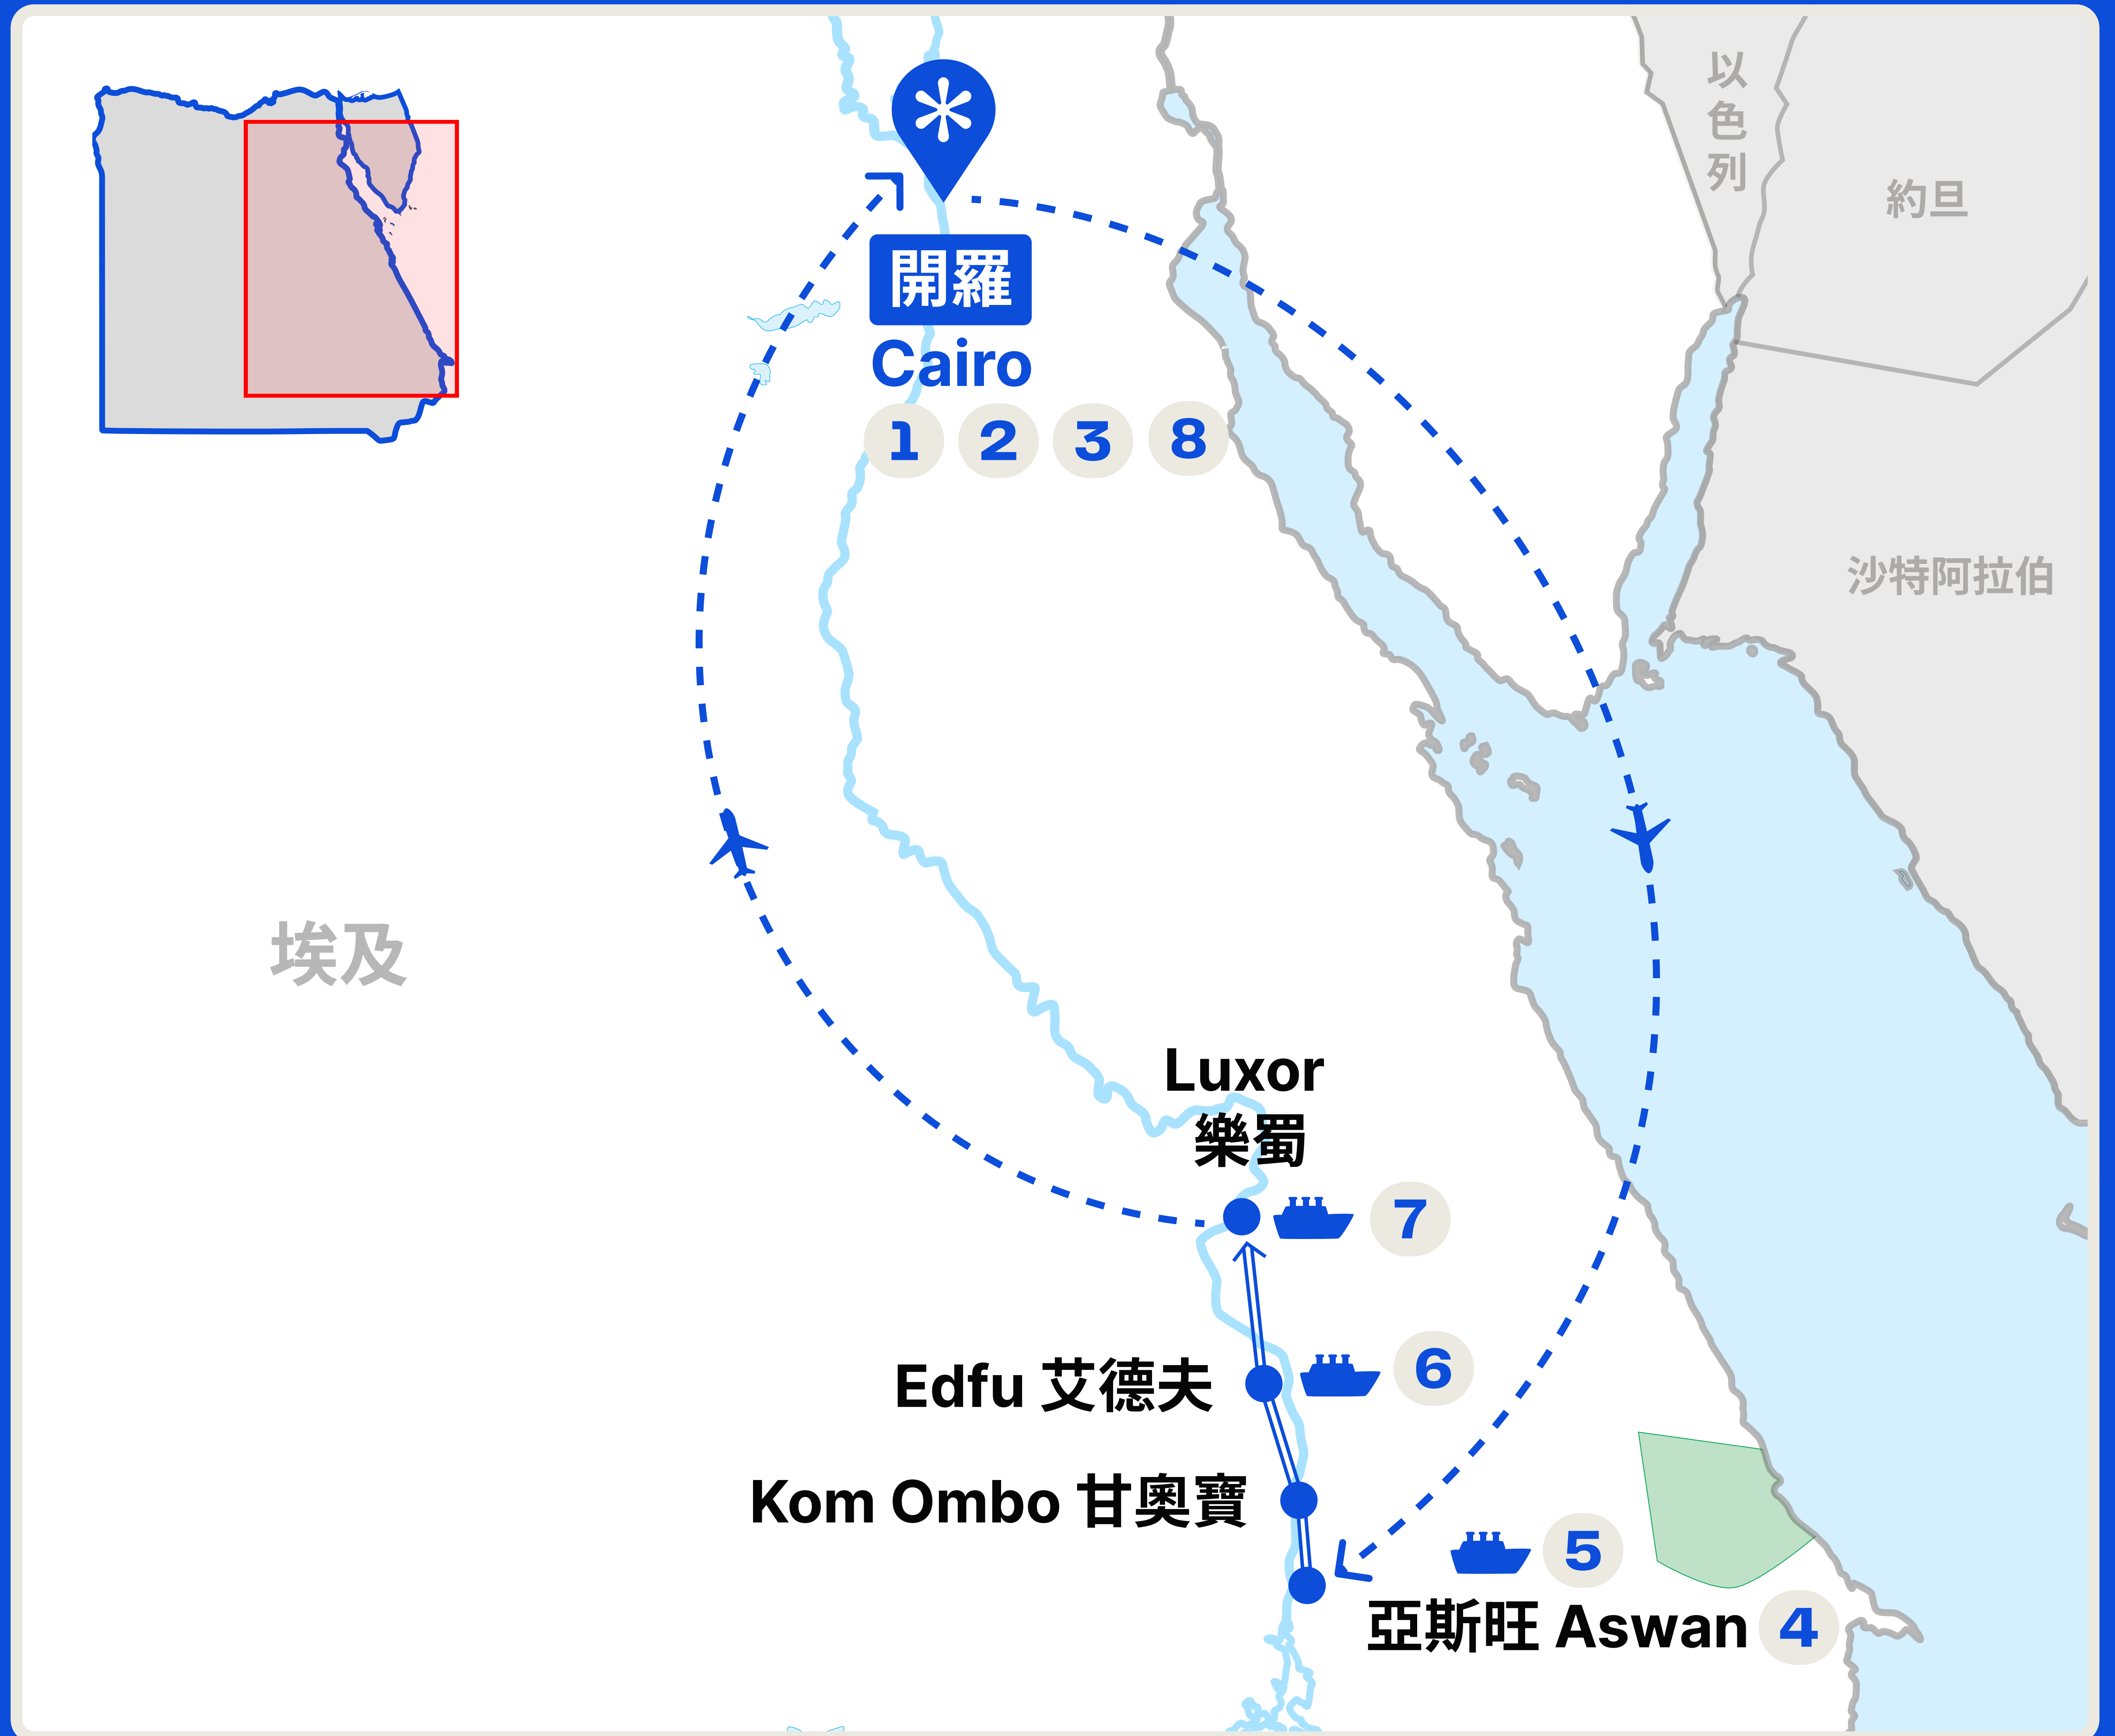 以色列
約旦
開羅
Cairo
1 2 3 8
沙特阿拉伯
埃及
Luxor
樂蜀
7
Edfu 艾德夫
6
Kom Ombo 甘奧寶
5
亞斯旺 Aswan 4